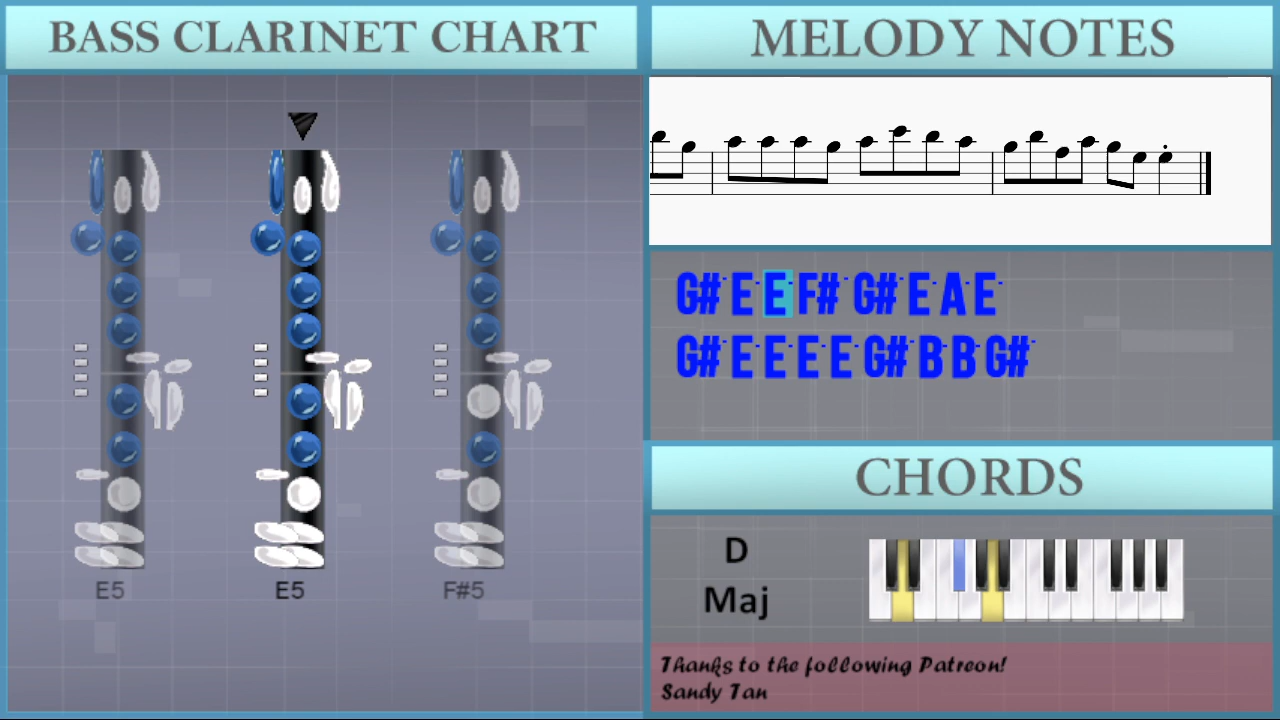 BASS CLARINET CHART
E5 E5 F#5
MELODY NOTES
G#˙ E˙ E˙ F#˙ G#˙ E˙ A˙ E˙
G#˙ E˙ E˙ E˙ E˙ G#˙ B˙ B˙ G#˙
CHORDS
D
Maj
Thanks to the following Patreon!
Sandy Tan